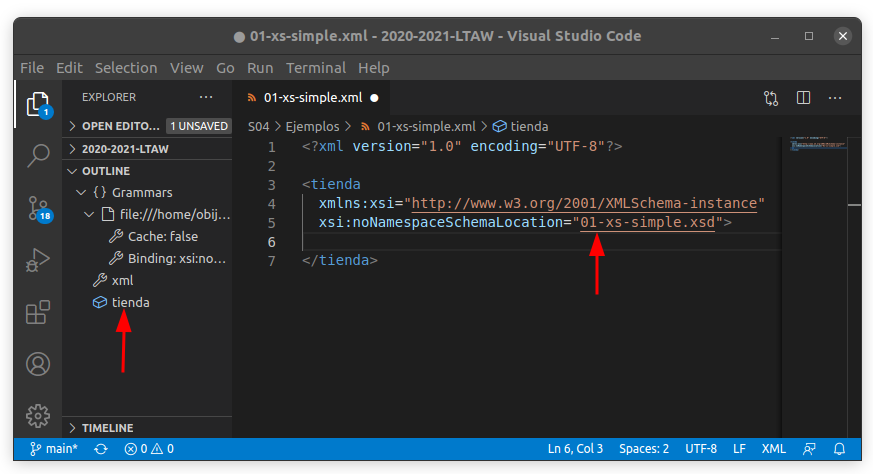 01-xs-simple.xml - 2020-2021-LTAW - Visual Studio Code
File Edit Selection View Go Run Terminal Help
EXPLORER
OPEN EDITO... 1 UNSAVED
2020-2021-LTAW
OUTLINE
{ } Grammars
file:///home/obij...
Cache: false
Binding: xsi:no...
xml
tienda
TIMELINE
1
18
01-xs-simple.xml
S04 > Ejemplos > 01-xs-simple.xml > tienda
1 <?xml version="1.0" encoding="UTF-8"?>
2
3 <tienda
4 xmlns:xsi="http://www.w3.org/2001/XMLSchema-instance"
5 xsi:noNamespaceSchemaLocation="01-xs-simple.xsd">
6
7 </tienda>
main* 0 0 Ln 6, Col 3 Spaces: 2 UTF-8 LF XML